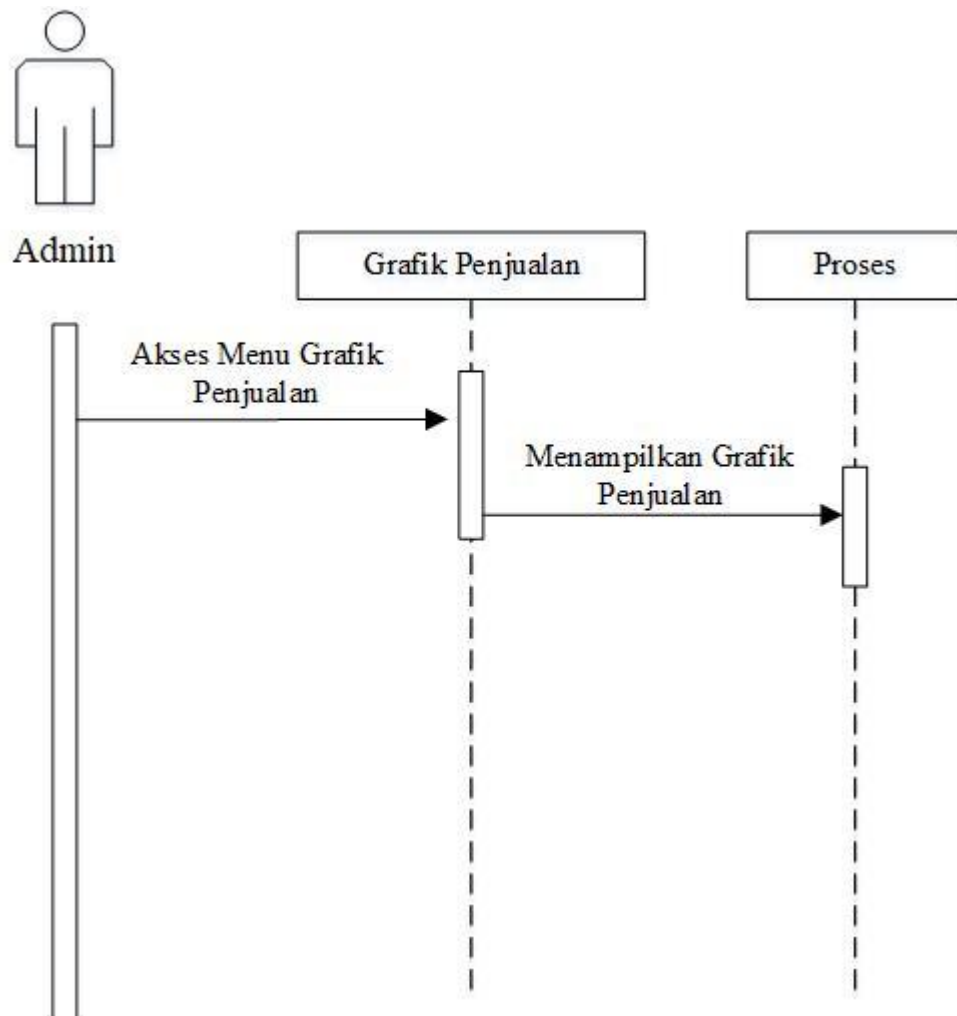 Admin
Grafik Penjualan
Proses
Akses Menu Grafik
Penjualan
Menampilkan Grafik
Penjualan